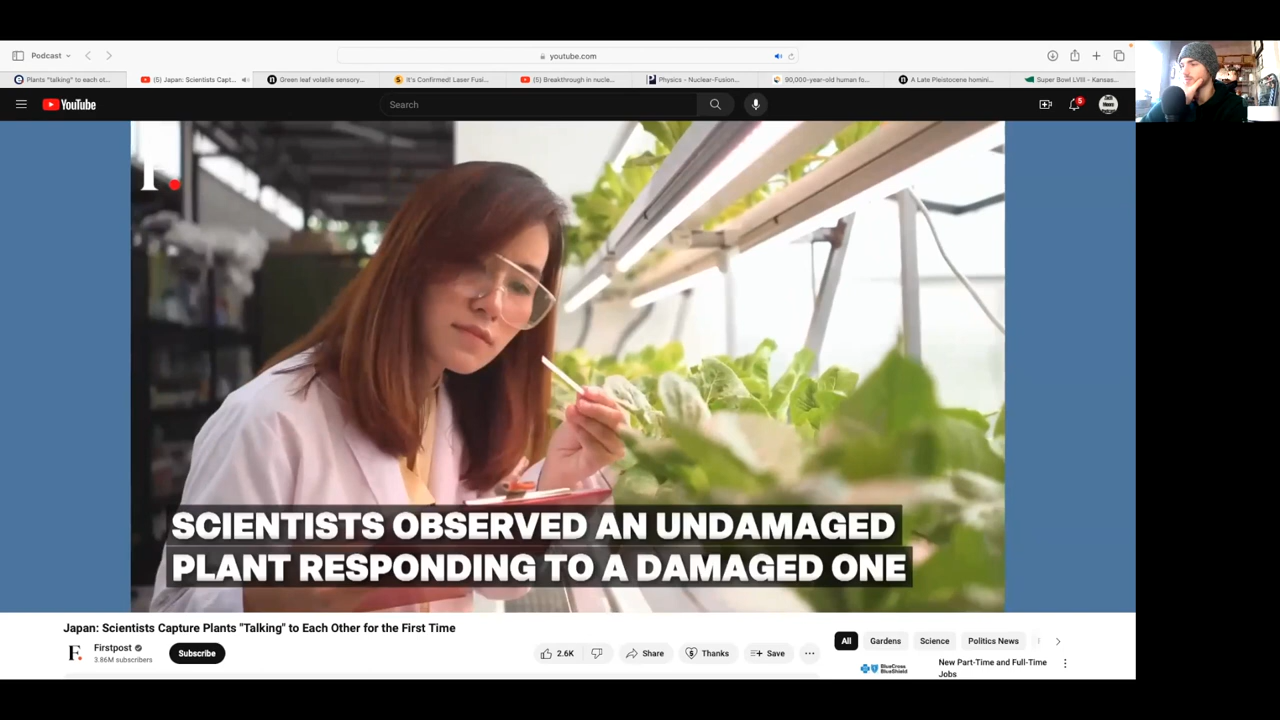 Podcast
youtube.com
Plants "talking" to each ot...
(5) Japan: Scientists Capt...
Green leaf volatile sensory...
It's Confirmed! Laser Fusi...
(5) Breakthrough in nucle...
Physics - Nuclear-Fusion...
90,000-year-old human fo...
A Late Pleistocene homini...
Super Bowl LVIII - Kansas...
YouTube
Search
5
F.
SCIENTISTS OBSERVED AN UNDAMAGED
PLANT RESPONDING TO A DAMAGED ONE
Japan: Scientists Capture Plants "Talking" to Each Other for the First Time
F.
Firstpost
3.86M subscribers
Subscribe
2.6K
Share
Thanks
Save
All
Gardens
Science
Politics News
BlueCross
BlueShield
New Part-Time and Full-Time
Jobs